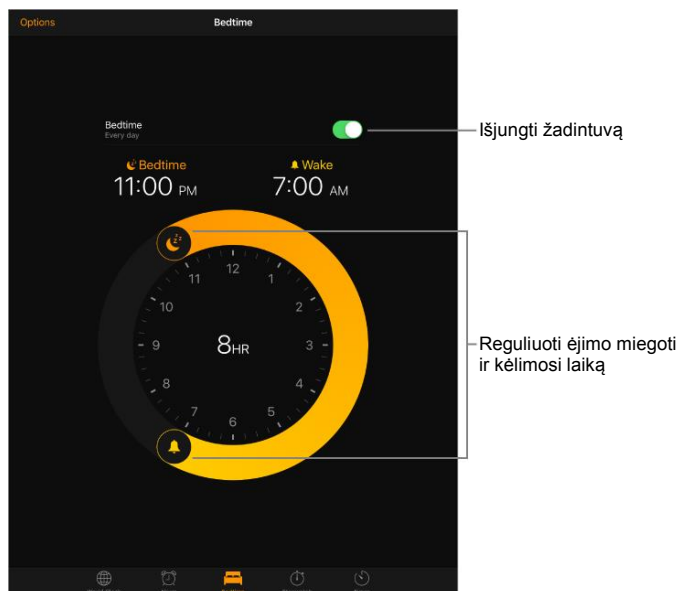 Options
Bedtime
Bedtime
Every day
Išjungti žadintuvą
Bedtime
Wake
11:00 PM
7:00 AM
12
11
1
10
2
9
8HR
3
Reguliuoti ėjimo miegoti
ir kėlimosi laiką
8
4
7
5
6